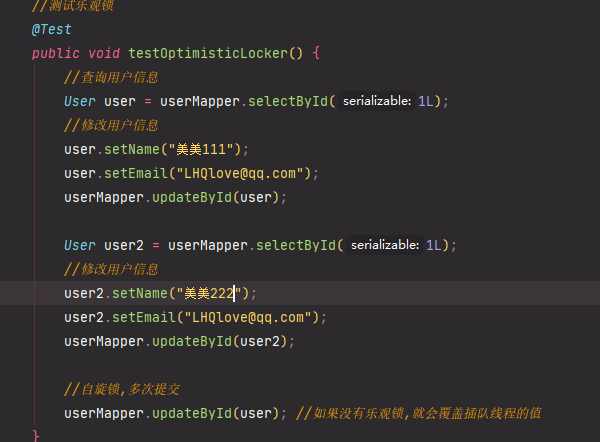 //测试乐观锁
@Test
public void testOptimisticLocker() {
//查询用户信息
User user = userMapper.selectById( serializable: 1L);
//修改用户信息
user.setName("美美111");
user.setEmail("LHQlove@qq.com");
userMapper.updateById(user);
User user2 = userMapper.selectById( serializable: 1L);
//修改用户信息
user2.setName("美美222");
user2.setEmail("LHQlove@qq.com");
userMapper.updateById(user2);
//自旋锁,多次提交
userMapper.updateById(user); //如果没有乐观锁,就会覆盖插队线程的值
}